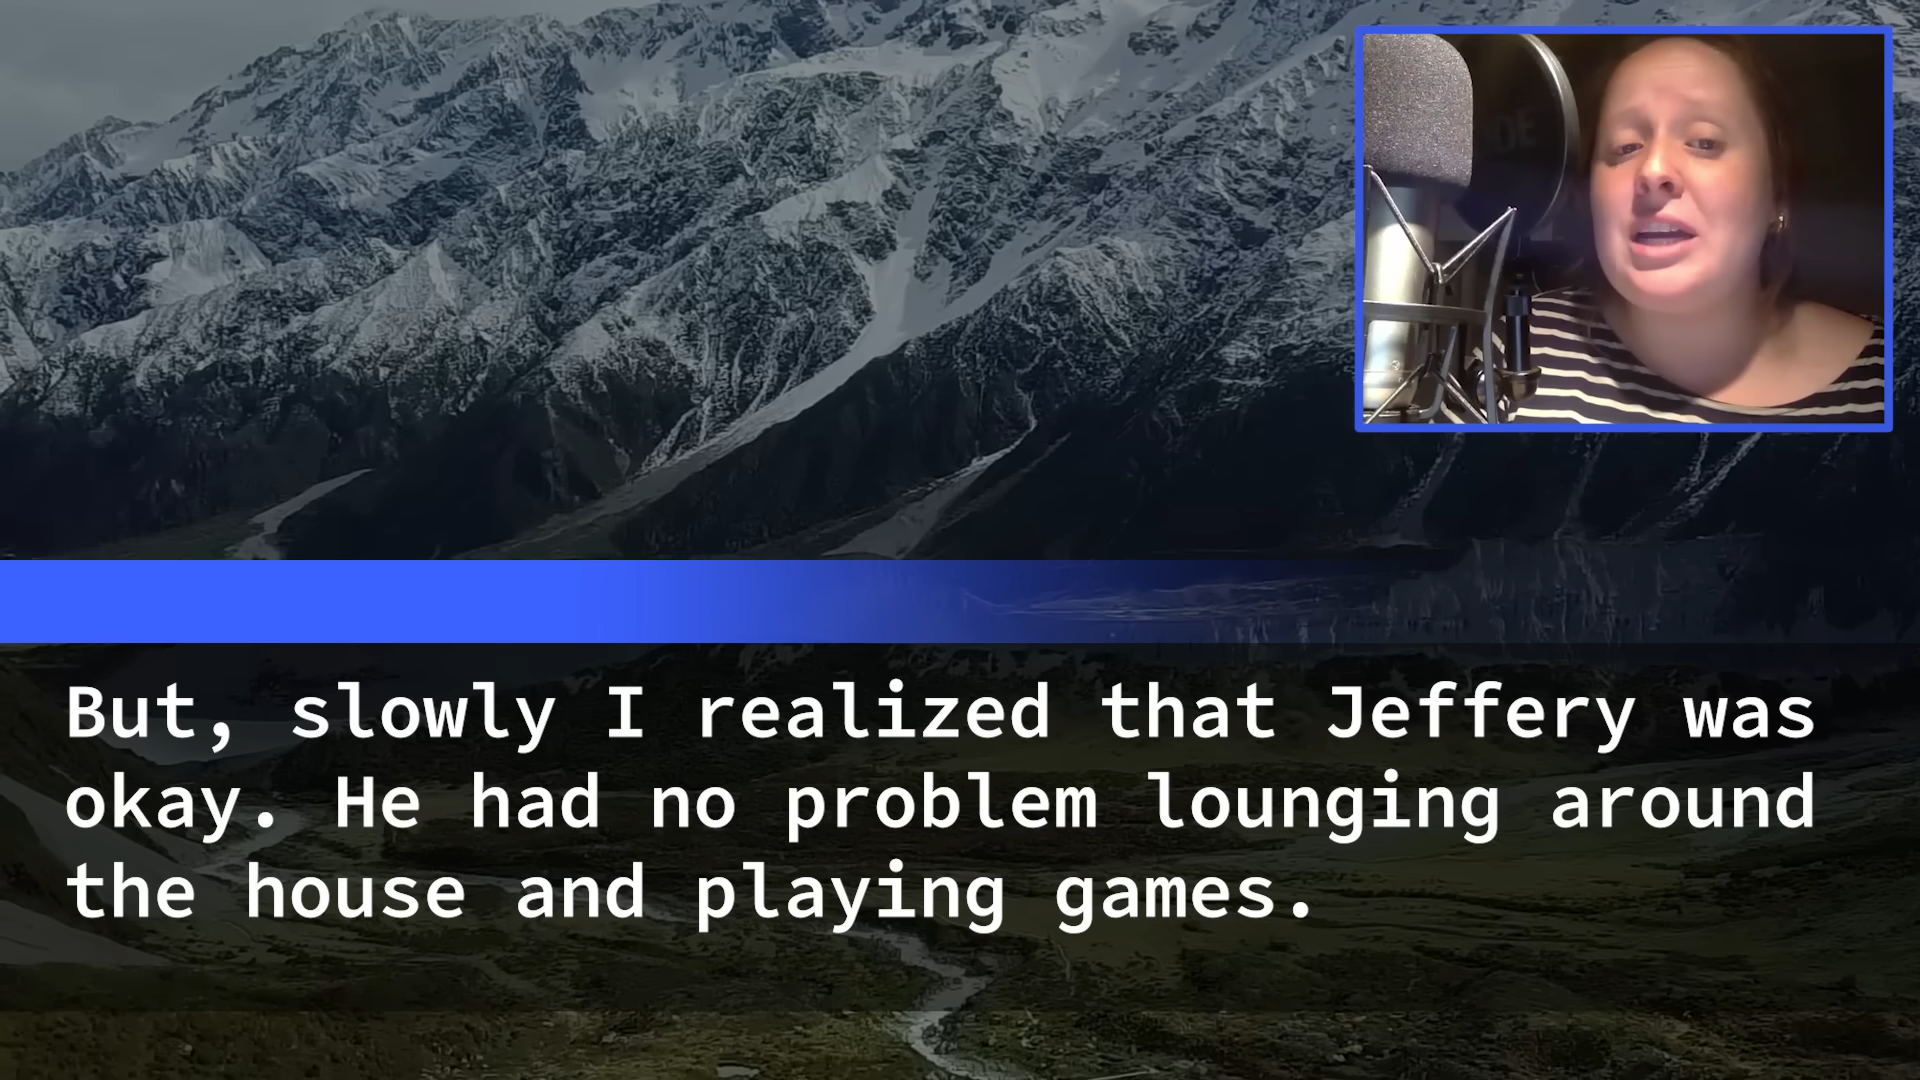 But, slowly I realized that Jeffery was
okay. He had no problem lounging around
the house and playing games.